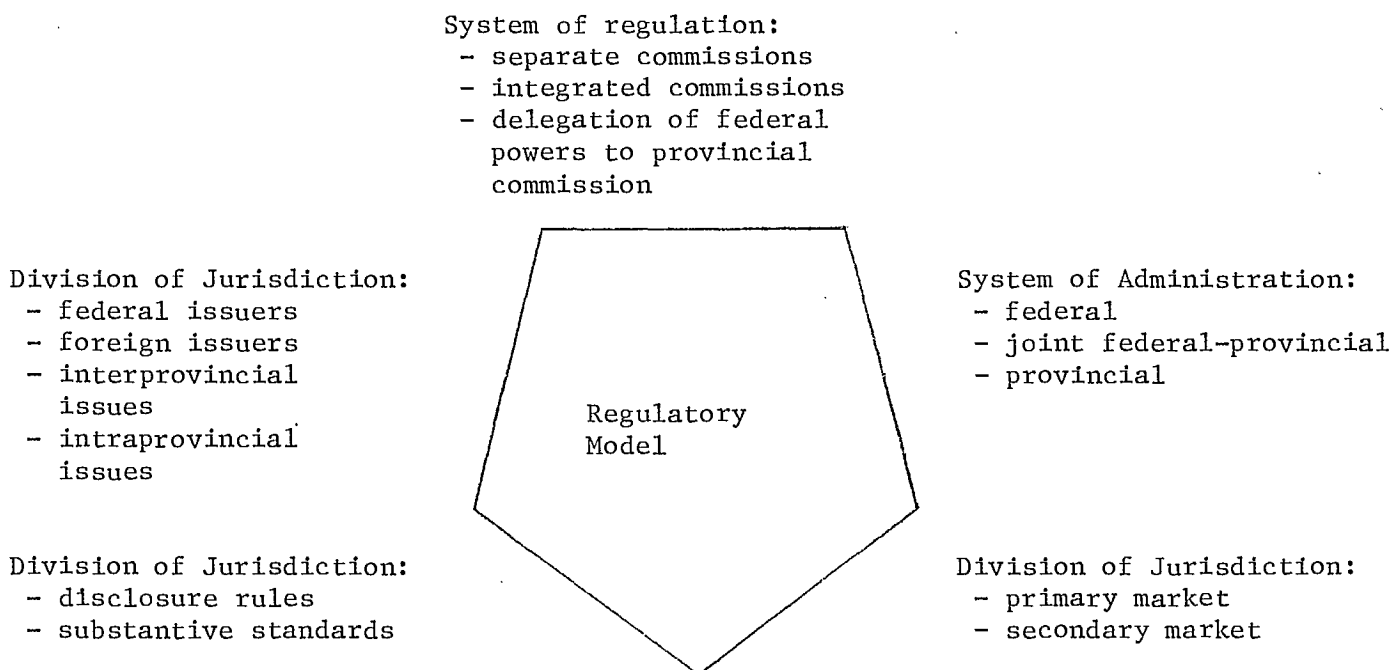 System of regulation:
- separate commissions
- integrated commissions
- delegation of federal
powers to provincial
commission
Division of Jurisdiction:
- federal issuers
- foreign issuers
- interprovincial
issues
- intraprovincial
issues
System of Administration:
- federal
- joint federal-provincial
- provincial
Regulatory
Model
Division of Jurisdiction:
- disclosure rules
- substantive standards
Division of Jurisdiction:
- primary market
- secondary market